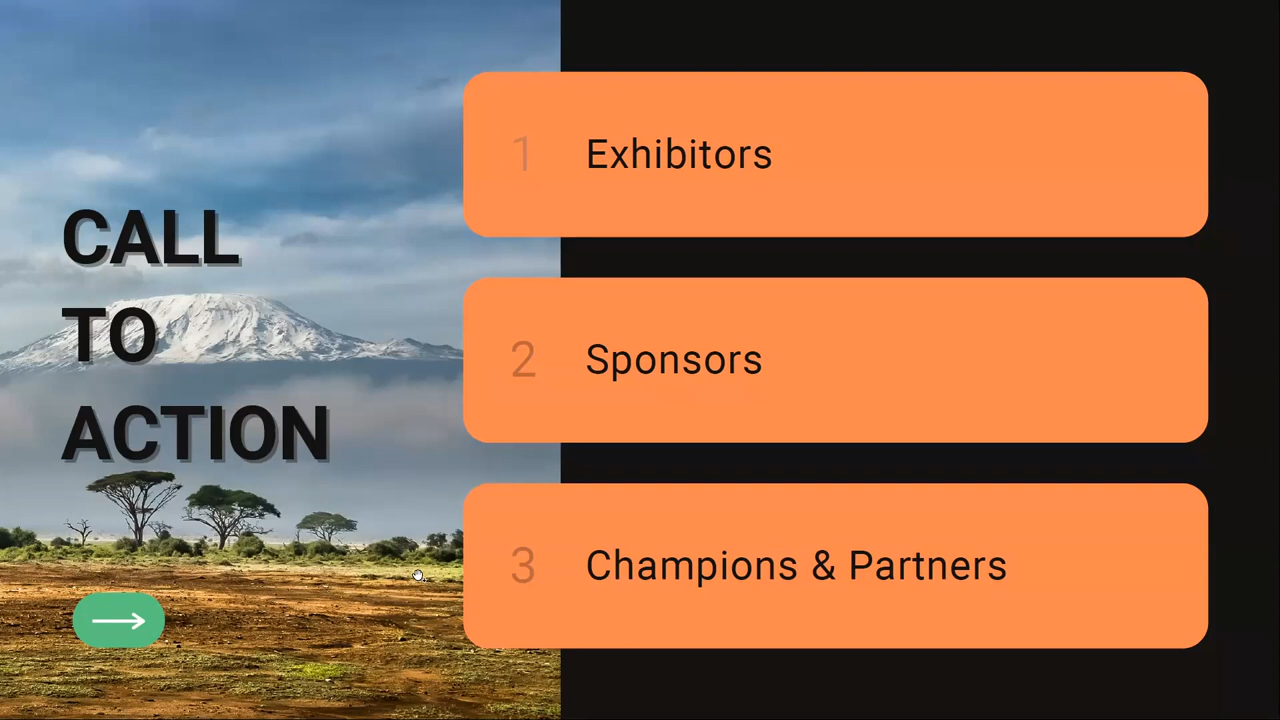 CALL
TO
ACTION
1 Exhibitors
2 Sponsors
3 Champions & Partners